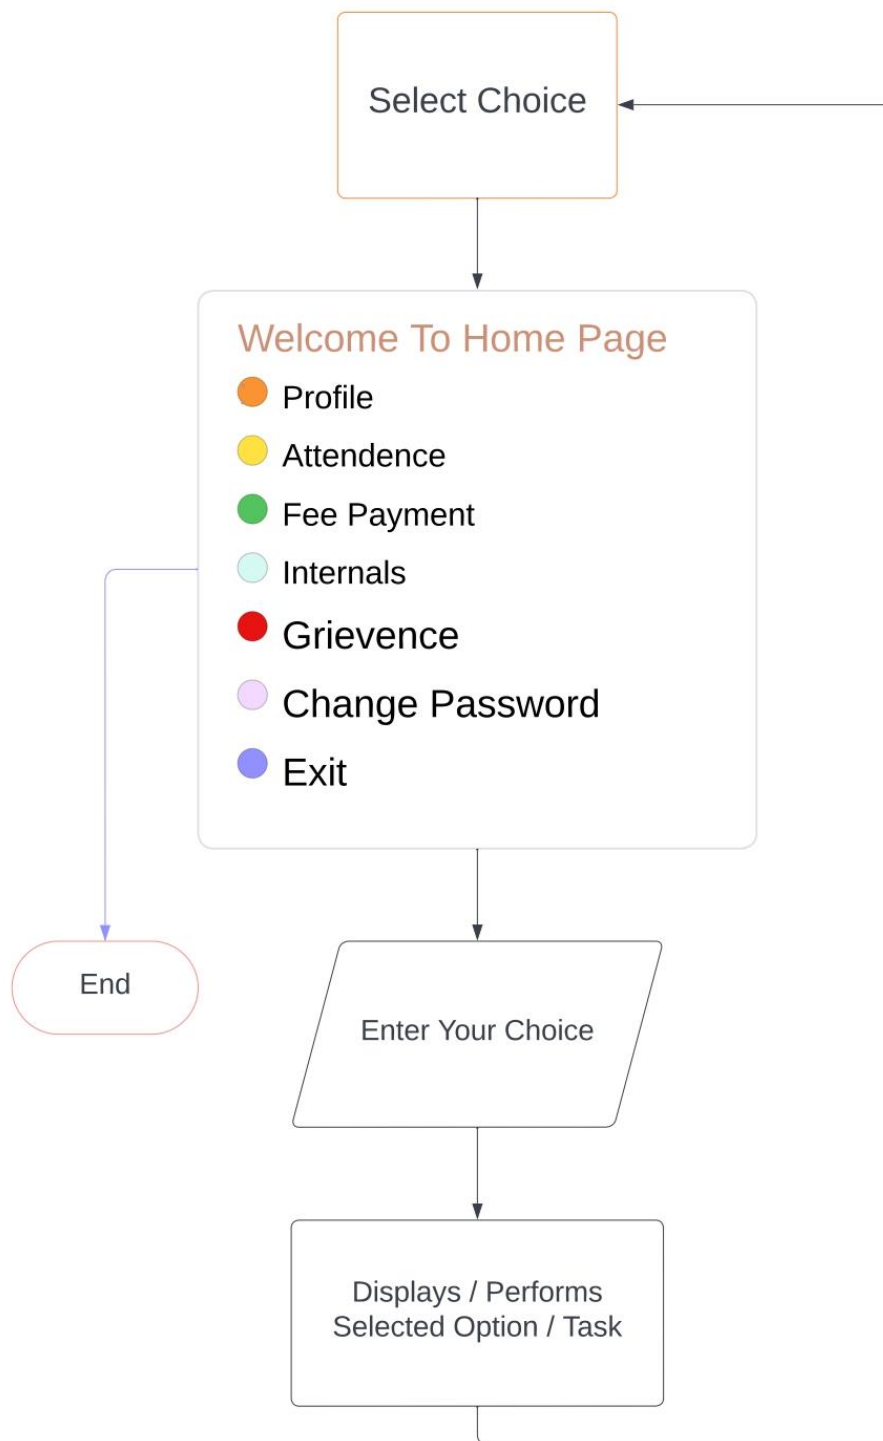 Select Choice
Welcome To Home Page
Profile
Attendence
Fee Payment
Internals
Grievence
Change Password
Exit
End
Enter Your Choice
Displays / Performs
Selected Option / Task